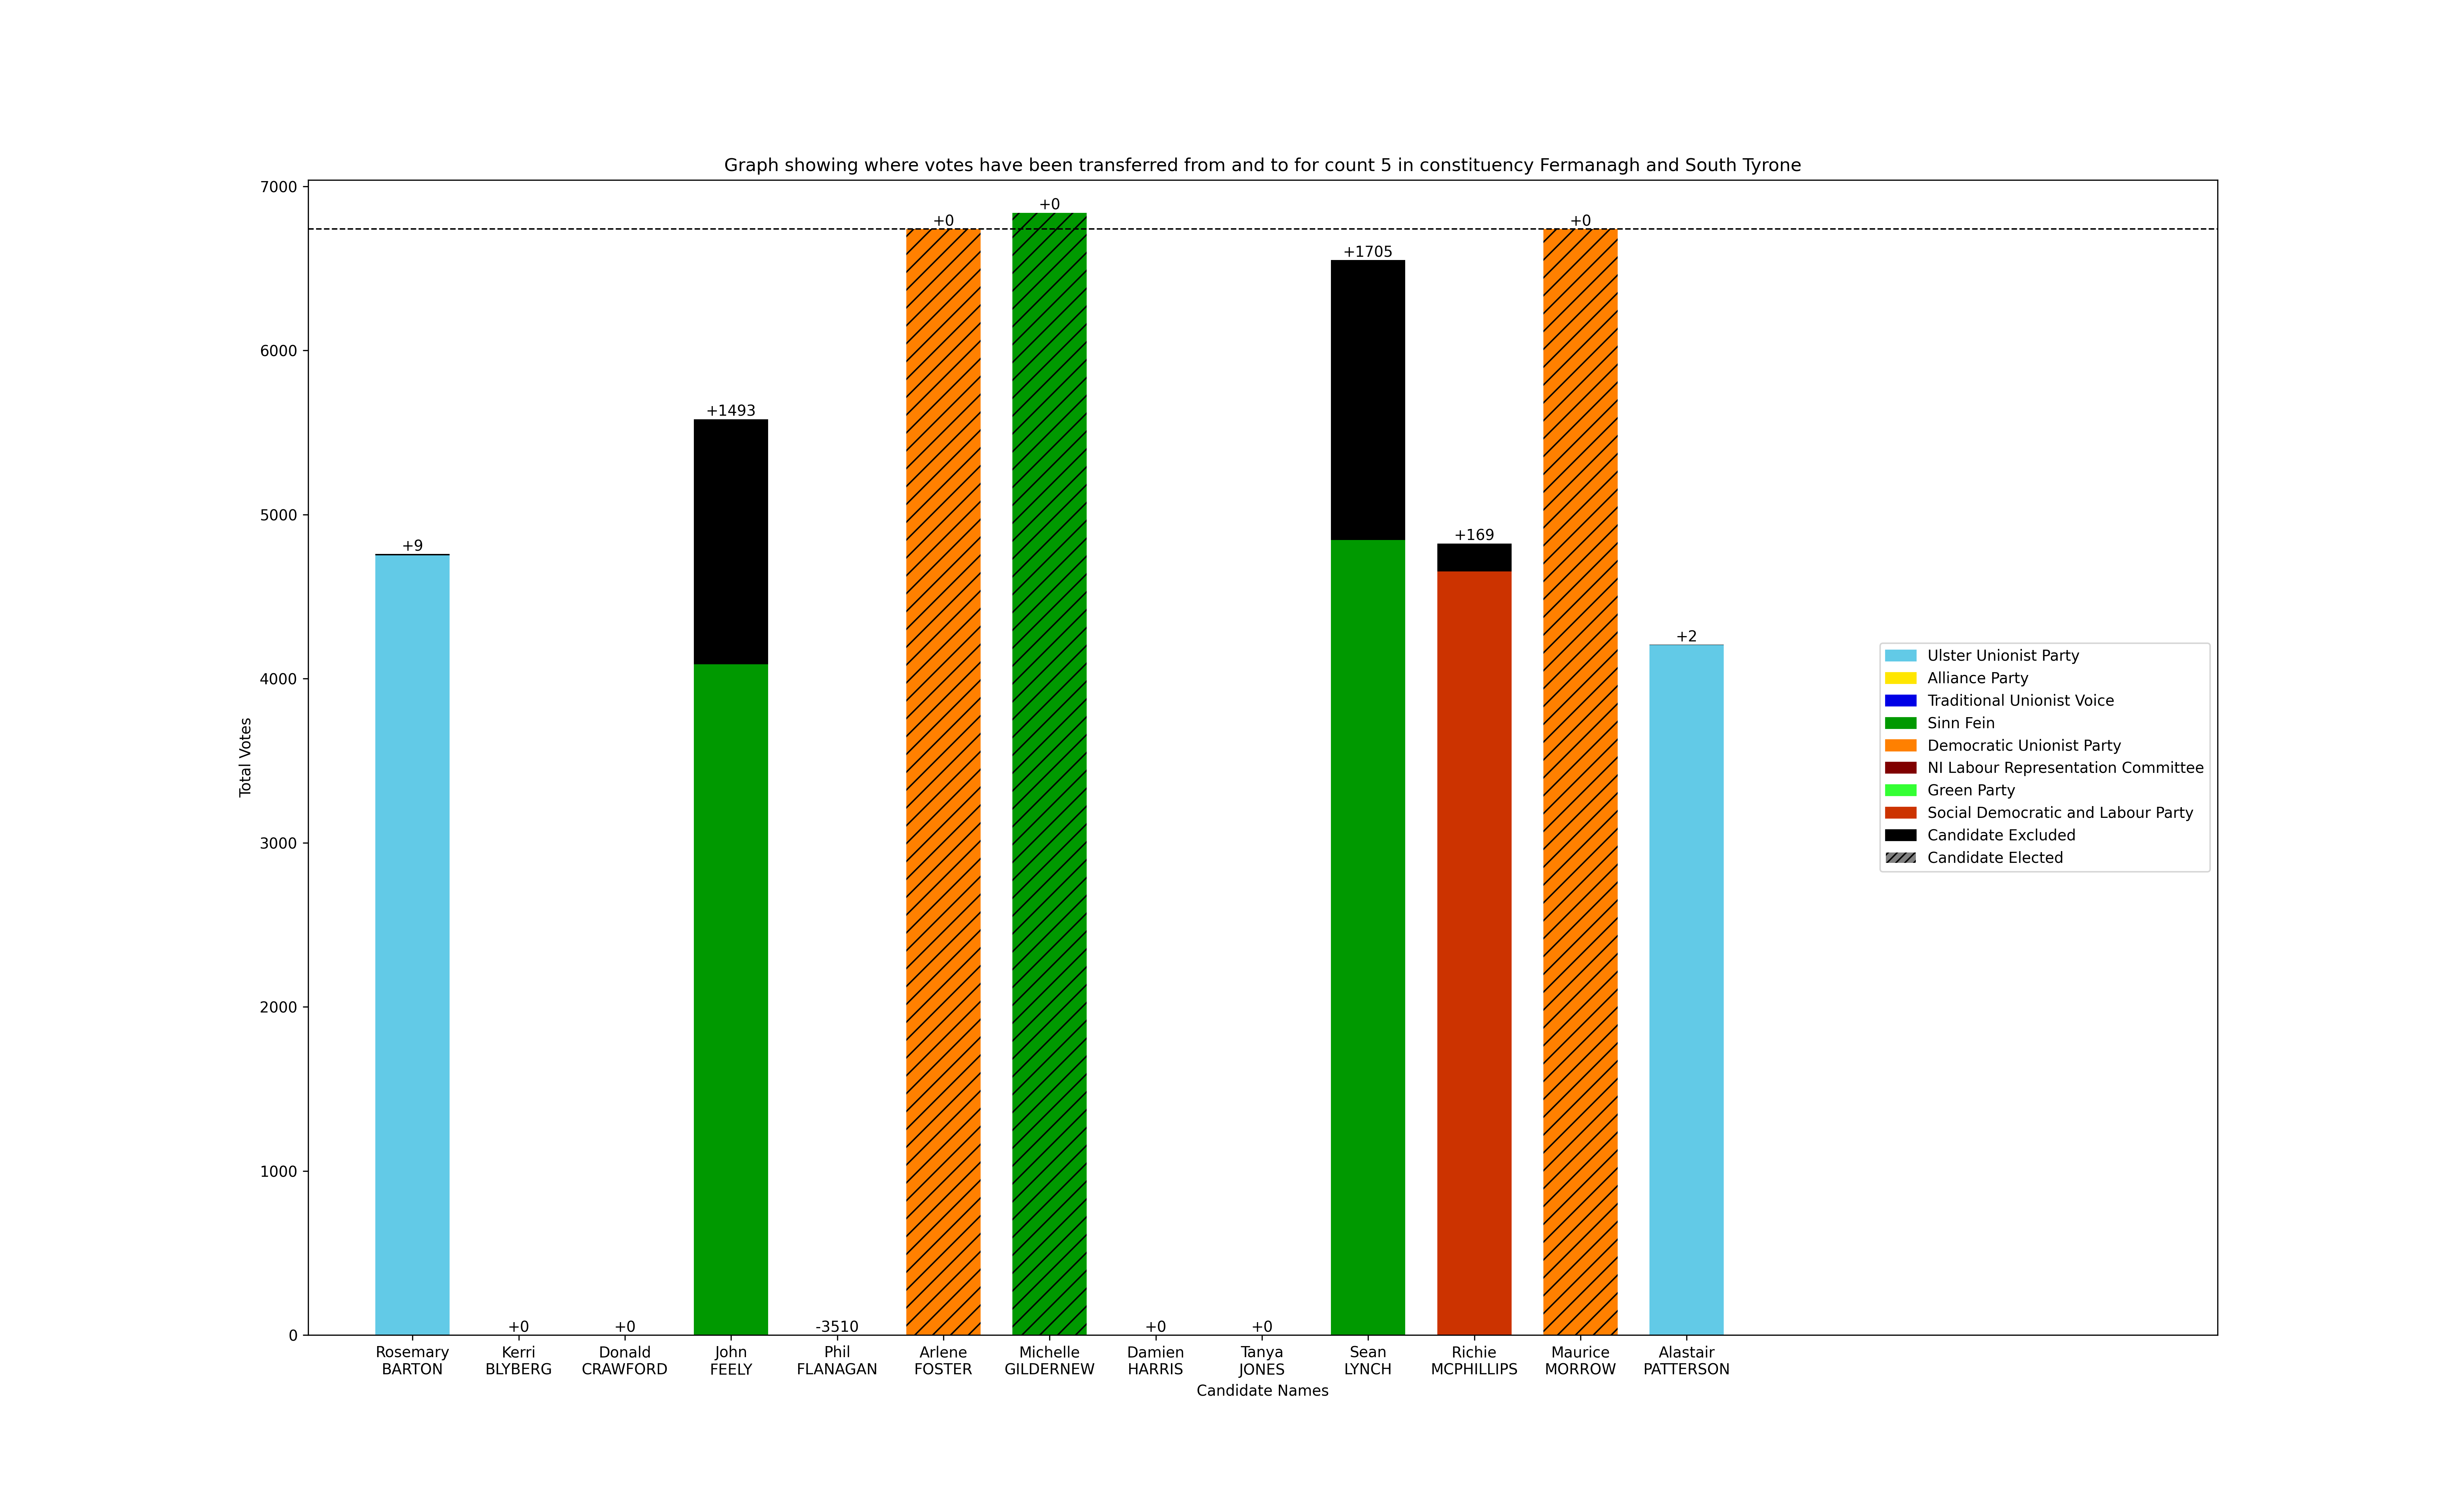 Graph showing where votes have been transferred from and to for count 5 in constituency Fermanagh and South Tyrone
7000
6000
5000
4000
3000
2000
1000
0
Total Votes
+9
+0
+0
+1493
-3510
+0
+0
+0
+0
+1705
+169
+0
+2
Rosemary
BARTON
Kerri
BLYBERG
Donald
CRAWFORD
John
FEELY
Phil
FLANAGAN
Arlene
FOSTER
Michelle
GILDERNEW
Damien
HARRIS
Tanya
JONES
Sean
LYNCH
Richie
MCPHILLIPS
Maurice
MORROW
Alastair
PATTERSON
Candidate Names
Ulster Unionist Party
Alliance Party
Traditional Unionist Voice
Sinn Fein
Democratic Unionist Party
NI Labour Representation Committee
Green Party
Social Democratic and Labour Party
Candidate Excluded
Candidate Elected